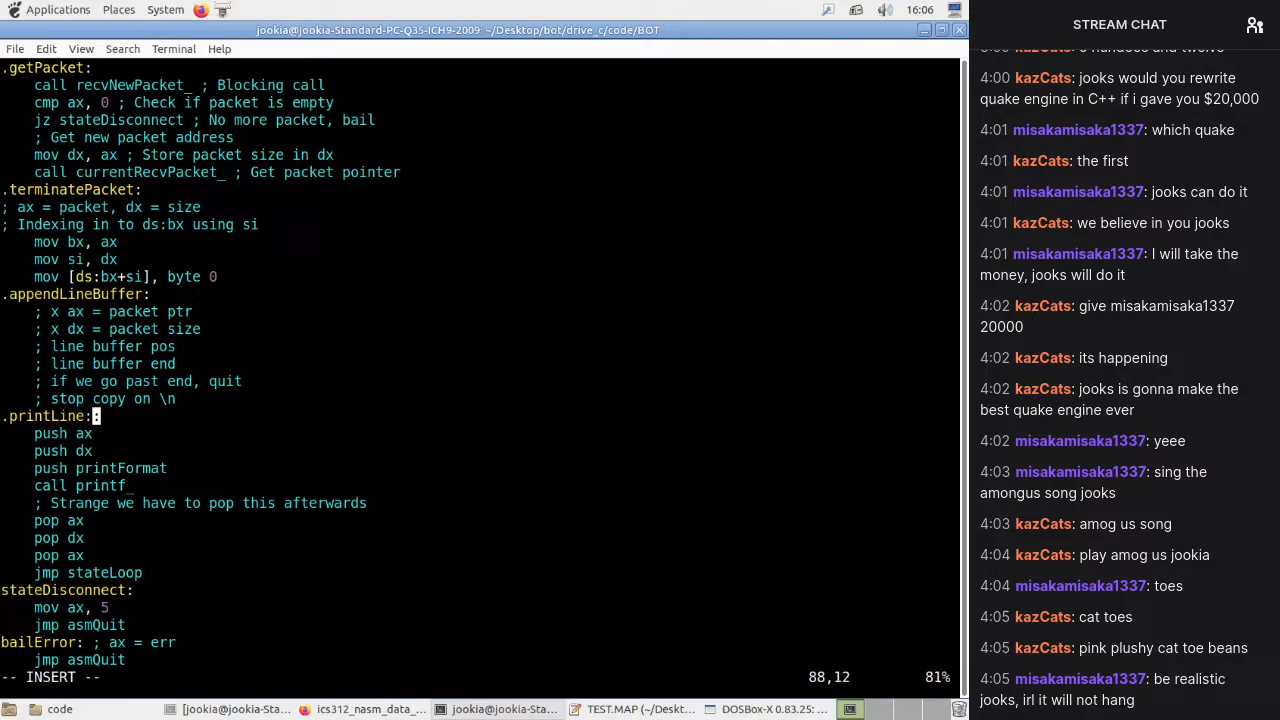 Applications Places System 16:06
jookia@jookia-Standard-PC-Q35-ICH9-2009: ~/Desktop/bot/drive_c/code/BOT
File Edit View Search Terminal Help
.getPacket:
call recvNewPacket_ ; Blocking call
cmp ax, 0 ; Check if packet is empty
jz stateDisconnect ; No more packet, bail
; Get new packet address
mov dx, ax ; Store packet size in dx
call currentRecvPacket_ ; Get packet pointer
.terminatePacket:
; ax = packet, dx = size
; Indexing in to ds:bx using si
mov bx, ax
mov si, dx
mov [ds:bx+si], byte 0
.appendLineBuffer:
; x ax = packet ptr
; x dx = packet size
; line buffer pos
; line buffer end
; if we go past end, quit
; stop copy on \n
.printLine::
push ax
push dx
push printFormat
call printf_
; Strange we have to pop this afterwards
pop ax
pop dx
pop ax
jmp stateLoop
stateDisconnect:
mov ax, 5
jmp asmQuit
bailError: ; ax = err
jmp asmQuit
-- INSERT -- 88,12 81%
code [jookia@jookia-Sta... ics312_nasm_data_... jookia@jookia-Sta... TEST.MAP (~/Deskt... DOSBox-X 0.83.25: ...
STREAM CHAT
4:00 kazCats: jooks would you rewrite
quake engine in C++ if i gave you $20,000
4:01 misakamisaka1337: which quake
4:01 kazCats: the first
4:01 misakamisaka1337: jooks can do it
4:01 kazCats: we believe in you jooks
4:01 misakamisaka1337: I will take the
money, jooks will do it
4:02 kazCats: give misakamisaka1337
20000
4:02 kazCats: its happening
4:02 kazCats: jooks is gonna make the
best quake engine ever
4:02 misakamisaka1337: yeee
4:03 misakamisaka1337: sing the
amongus song jooks
4:03 kazCats: amog us song
4:04 kazCats: play amog us jookia
4:04 misakamisaka1337: toes
4:05 kazCats: cat toes
4:05 kazCats: pink plushy cat toe beans
4:05 misakamisaka1337: be realistic
jooks, irl it will not hang